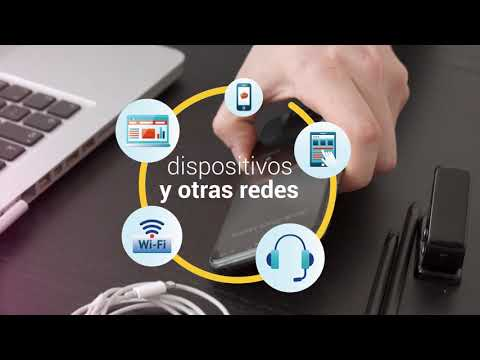 dispositivos
y otras redes
Wi-Fi